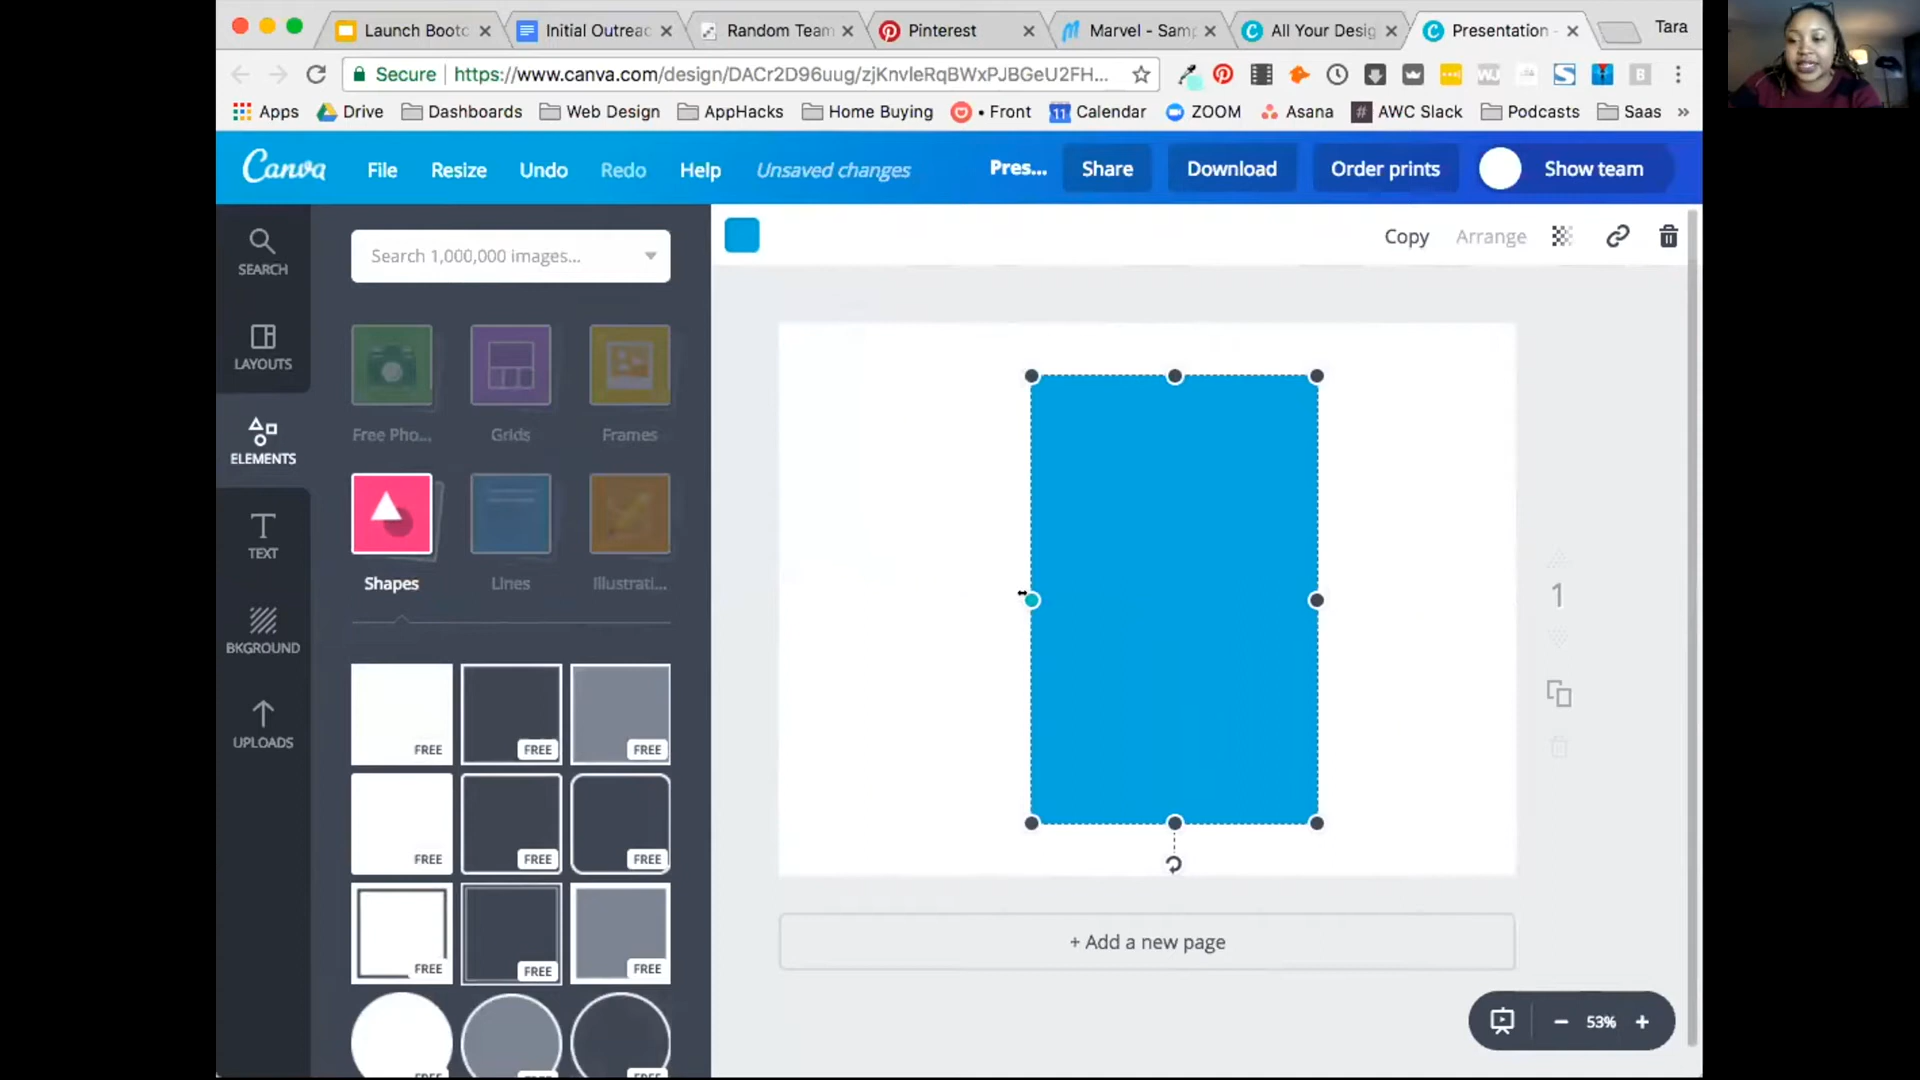 Launch Bootc
Initial Outreac
Random Team
Pinterest
Marvel - Samp
All Your Desig
Presentation -
Tara
Secure
https://www.canva.com/design/DACr2D96uug/zjKnvleRqBWxPJBGeU2FH...
Apps
Drive
Dashboards
Web Design
AppHacks
Home Buying
• Front
11 Calendar
ZOOM
Asana
# AWC Slack
Podcasts
Saas
»
Canva
File
Resize
Undo
Redo
Help
Unsaved changes
Pres...
Share
Download
Order prints
Show team
SEARCH
LAYOUTS
ELEMENTS
TEXT
BKGROUND
UPLOADS
Search 1,000,000 images...
Free Pho...
Grids
Frames
Shapes
Lines
Illustrati...
FREE
FREE
FREE
FREE
FREE
FREE
FREE
FREE
FREE
Copy
Arrange
1
+ Add a new page
53%